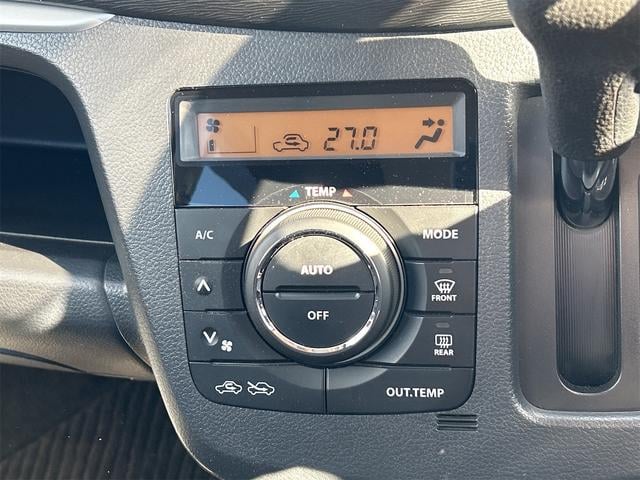 27.0
TEMP
A/C
AUTO
MODE
OFF
FRONT
REAR
OUT.TEMP